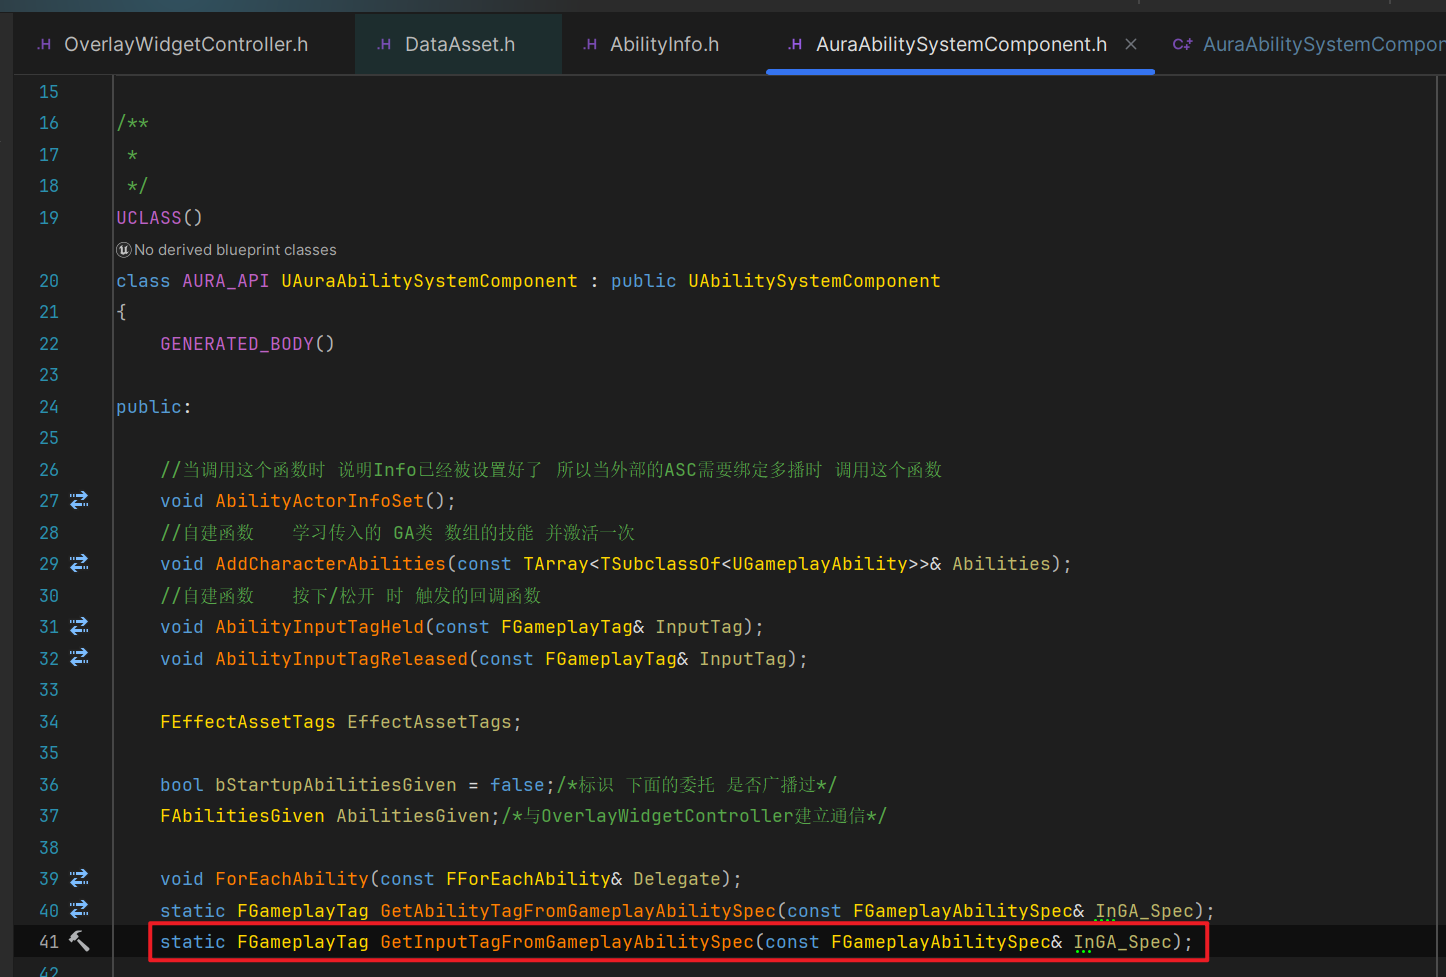 .H OverlayWidgetController.h .H DataAsset.h .H AbilityInfo.h .H AuraAbilitySystemComponent.h × C++ AuraAbilitySystemCompon
15
16 /**
17 *
18 */
19 UCLASS()
No derived blueprint classes
20 class AURA_API UAuraAbilitySystemComponent : public UAbilitySystemComponent
21 {
22 GENERATED_BODY()
23
24 public:
25
26 //当调用这个函数时 说明Info已经被设置好了 所以当外部的ASC需要绑定多播时 调用这个函数
27 void AbilityActorInfoSet();
28 //自建函数 学习传入的 GA类 数组的技能 并激活一次
29 void AddCharacterAbilities(const TArray<TSubclassOf<UGameplayAbility>>& Abilities);
30 //自建函数 按下/松开 时 触发的回调函数
31 void AbilityInputTagHeld(const FGameplayTag& InputTag);
32 void AbilityInputTagReleased(const FGameplayTag& InputTag);
33
34 FEffectAssetTags EffectAssetTags;
35
36 bool bStartupAbilitiesGiven = false;/*标识 下面的委托 是否广播过*/
37 FAbilitiesGiven AbilitiesGiven;/*与OverlayWidgetController建立通信*/
38
39 void ForEachAbility(const FForEachAbility& Delegate);
40 static FGameplayTag GetAbilityTagFromGameplayAbilitySpec(const FGameplayAbilitySpec& InGA_Spec);
41 static FGameplayTag GetInputTagFromGameplayAbilitySpec(const FGameplayAbilitySpec& InGA_Spec);
42